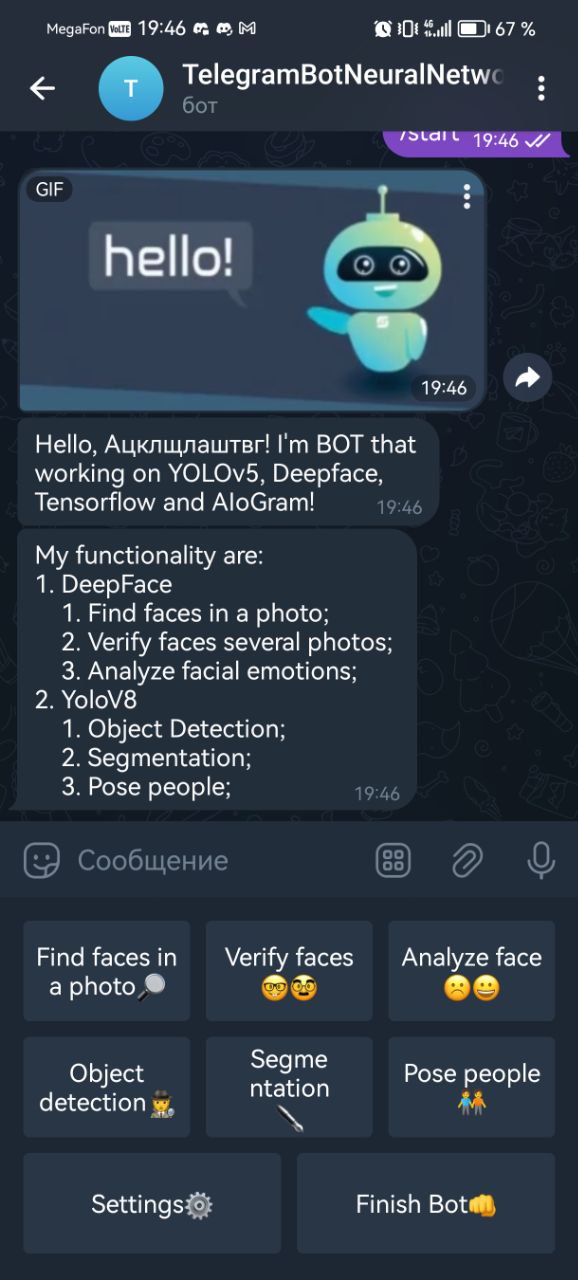 MegaFon VoLTE 19:46 4G 67 %
TelegramBotNeuralNetwo
бот
/start 19:46
GIF
hello!
19:46
Hello, Ацклщлаштвг! I'm BOT that
working on YOLOv5, Deepface,
Tensorflow and AIoGram!
19:46
My functionality are:
1. DeepFace
1. Find faces in a photo;
2. Verify faces several photos;
3. Analyze facial emotions;
2. YoloV8
1. Object Detection;
2. Segmentation;
3. Pose people;
19:46
Сообщение
Find faces in
a photo🔎
Verify faces
🤓🥸
Analyze face
☹️😀
Object
detection🕵️
Segme
ntation
🔪
Pose people
🧑‍🤝‍🧑
Settings⚙️
Finish Bot👊